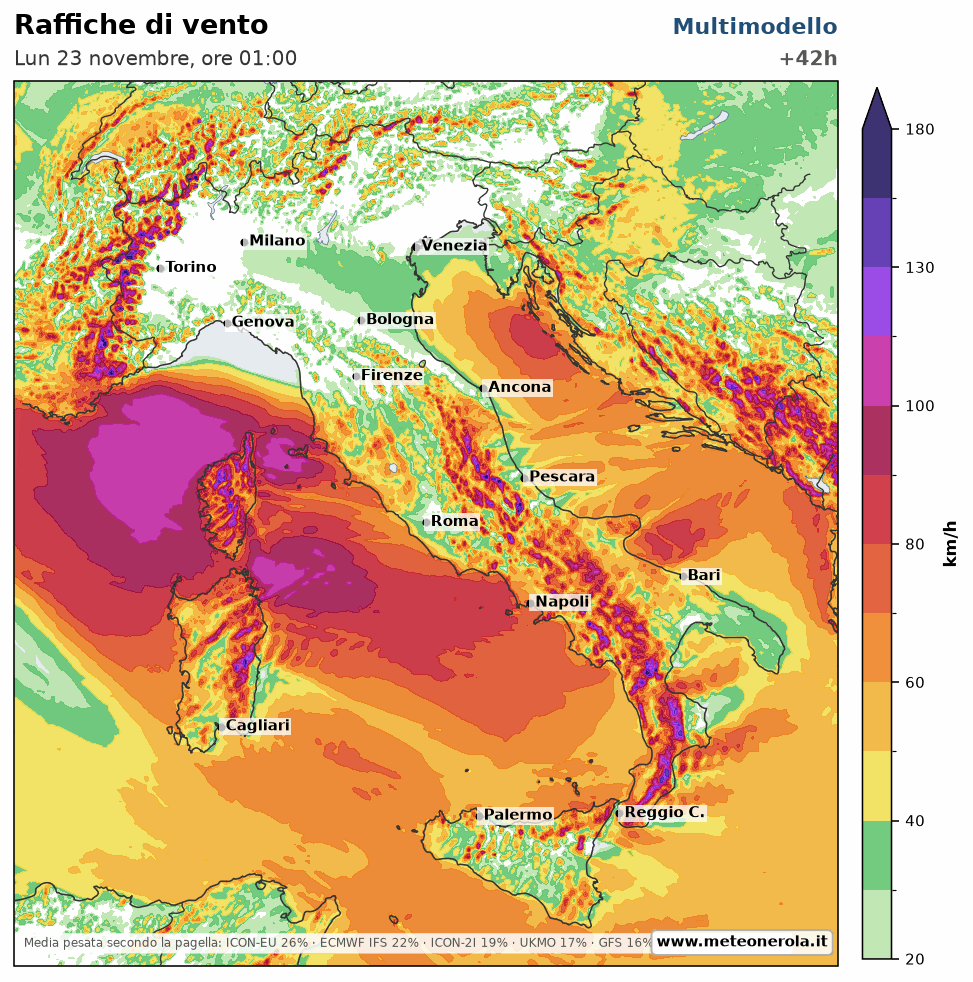 Raffiche di vento
Multimodello
Lun 23 novembre, ore 01:00
+42h
180
Milano
Venezia
Torino
130
Genova
Bologna
Firenze
Ancona
100
Pescara
Roma
80
km/h
Bari
Napoli
60
Cagliari
Palermo
Reggio C.
40
Media pesata secondo la pagella: ICON-EU 26% · ECMWF IFS 22% · ICON-2I 19% · UKMO 17% · GFS 16%
www.meteonerola.it
20